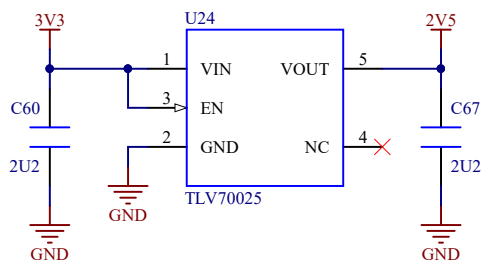 3V3
U24
2V5
1
VIN
VOUT
5
C60
3
EN
C67
2
GND
NC
4
2U2
2U2
TLV70025
GND
GND
GND